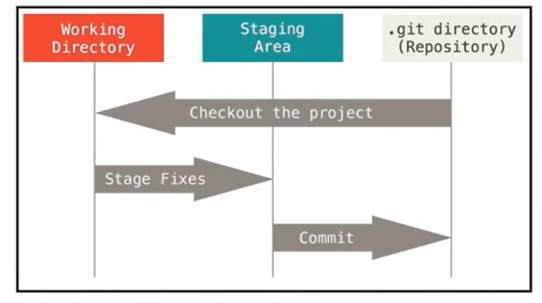 Working
Directory
Staging
Area
.git directory
(Repository)
Checkout the project
Stage Fixes
Commit